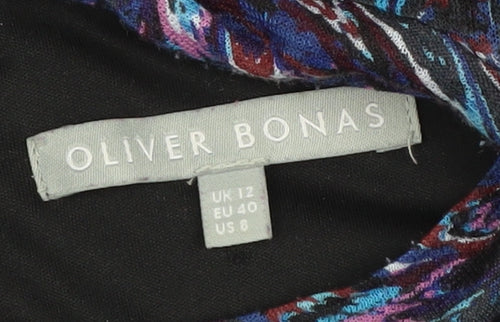 OLIVER BONAS
UK 12
EU 40
US 8